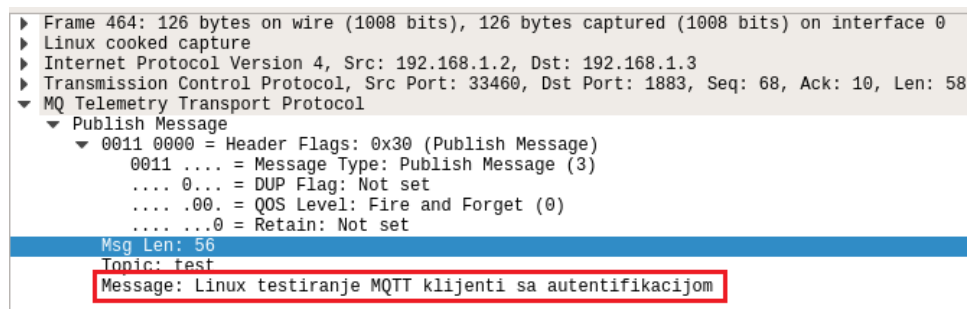 Frame 464: 126 bytes on wire (1008 bits), 126 bytes captured (1008 bits) on interface 0
Linux cooked capture
Internet Protocol Version 4, Src: 192.168.1.2, Dst: 192.168.1.3
Transmission Control Protocol, Src Port: 33460, Dst Port: 1883, Seq: 68, Ack: 10, Len: 58
MQ Telemetry Transport Protocol
Publish Message
0011 0000 = Header Flags: 0x30 (Publish Message)
0011 .... = Message Type: Publish Message (3)
.... 0... = DUP Flag: Not set
.... .00. = QOS Level: Fire and Forget (0)
.... ...0 = Retain: Not set
Msg Len: 56
Topic: test
Message: Linux testiranje MQTT klijenti sa autentifikacijom